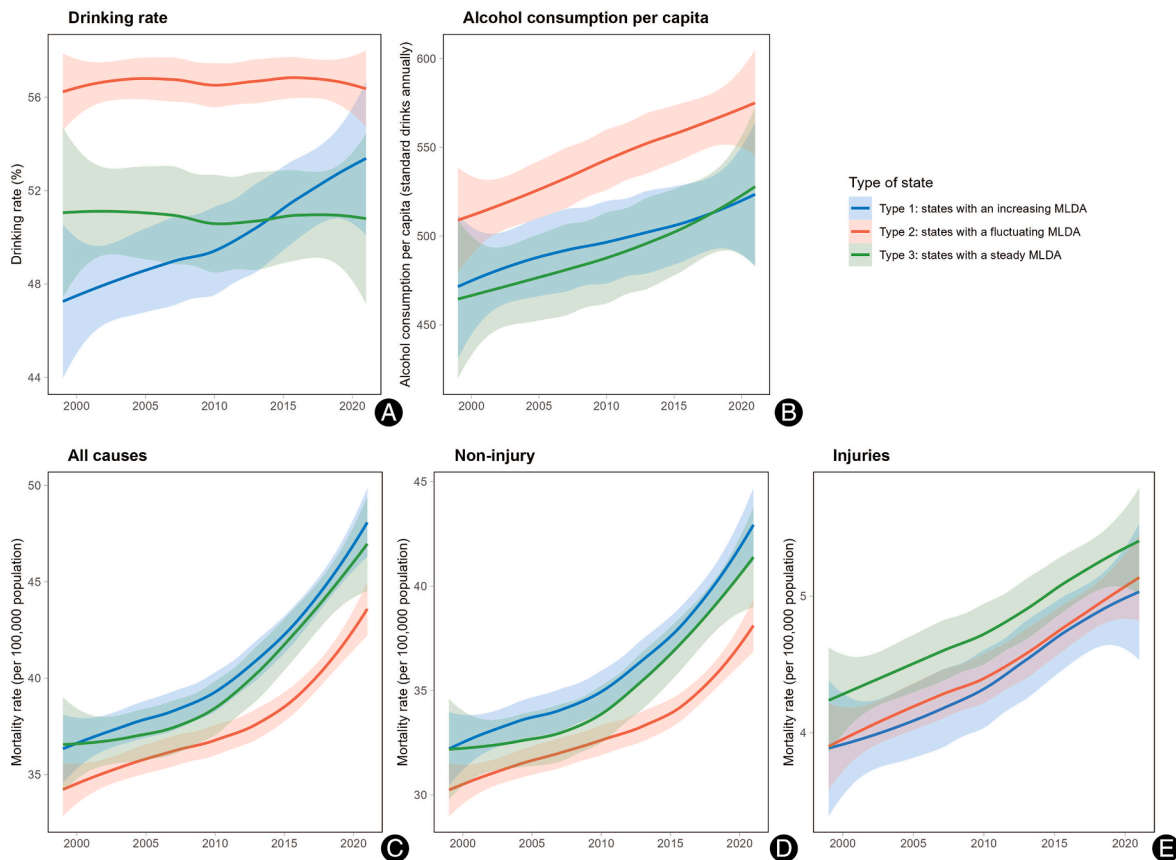 Drinking rate
Alcohol consumption per capita
Drinking rate (%)
56
52
48
44
2000 2005 2010 2015 2020
A
Alcohol consumption per capita (standard drinks annually)
600
550
500
450
2000 2005 2010 2015 2020
B
Type of state
Type 1: states with an increasing MLDA
Type 2: states with a fluctuating MLDA
Type 3: states with a steady MLDA
All causes
Non-injury
Injuries
Mortality rate (per 100,000 population)
50
45
40
35
2000 2005 2010 2015 2020
C
Mortality rate (per 100,000 population)
45
40
35
30
2000 2005 2010 2015 2020
D
Mortality rate (per 100,000 population)
5
4
2000 2005 2010 2015 2020
E